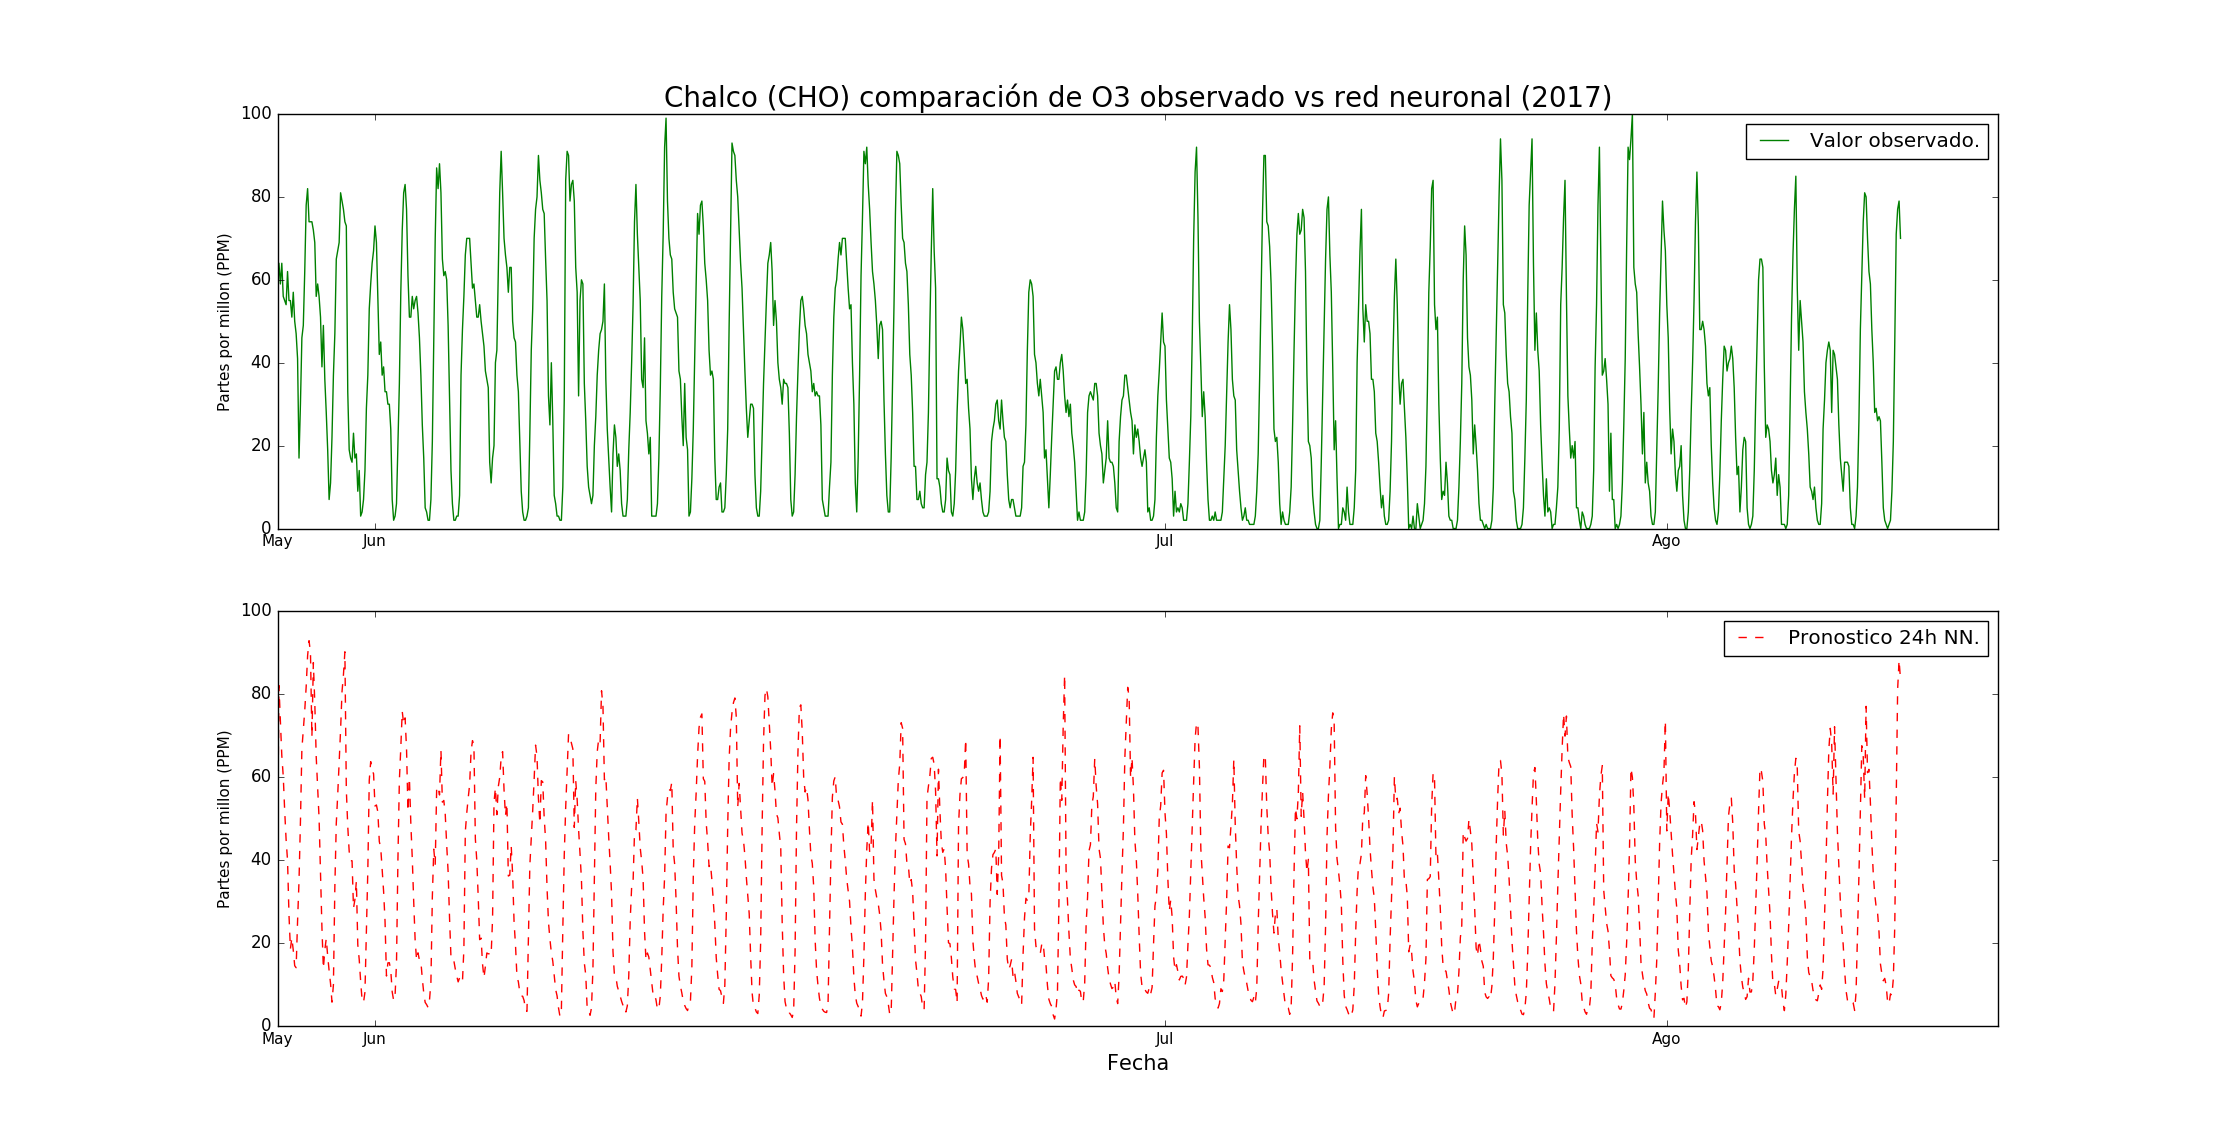 Chalco (CHO) comparación de O3 observado vs red neuronal (2017)
100
80
60
40
20
0
Partes por millon (PPM)
Valor observado.
May Jun Jul Ago
100
80
60
40
20
0
Partes por millon (PPM)
Pronostico 24h NN.
May Jun Jul Ago
Fecha